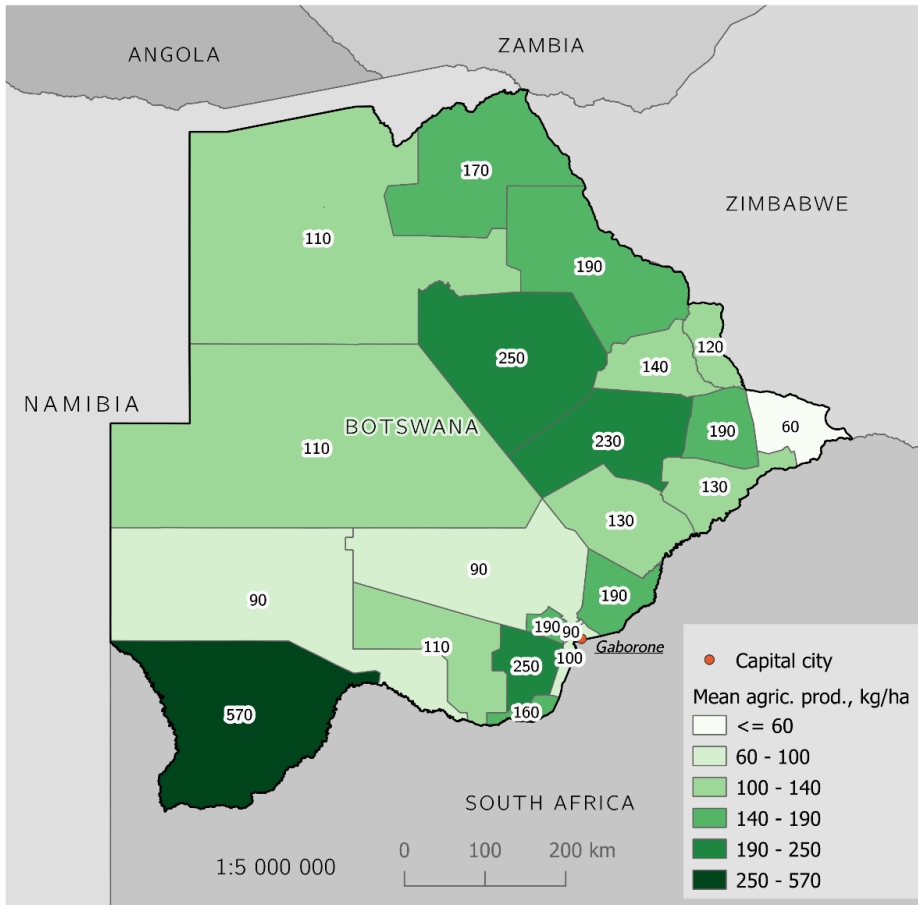 ANGOLA
ZAMBIA
170
ZIMBABWE
110
190
250
120
140
NAMIBIA
BOTSWANA
110
230
190
60
130
130
90
90
190
190
90
Gaborone
110
100
250
570
160
Capital city
Mean agric. prod., kg/ha
<= 60
60 - 100
100 - 140
140 - 190
190 - 250
250 - 570
SOUTH AFRICA
1:5 000 000
0 100 200 km